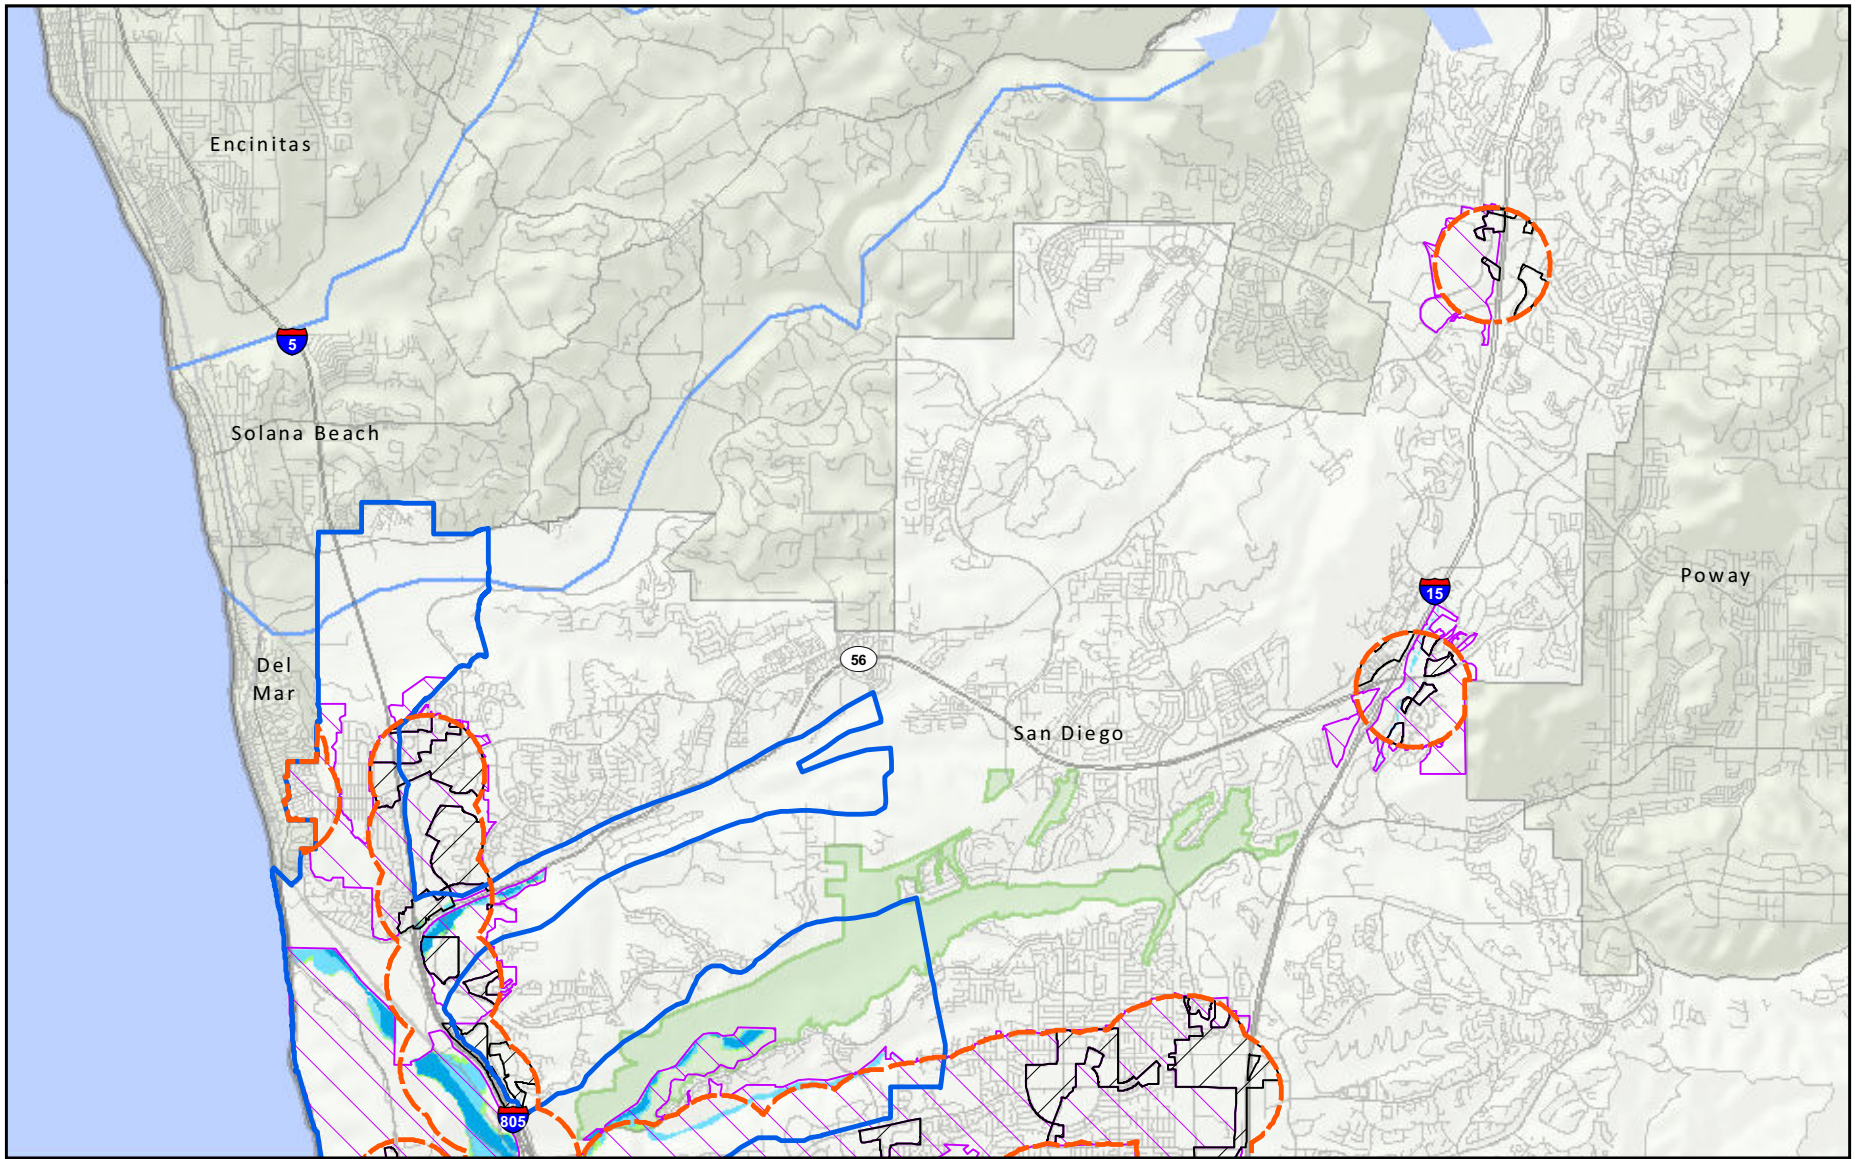 Encinitas
5
Solana Beach
Poway
15
56
Del
Mar
San Diego
805